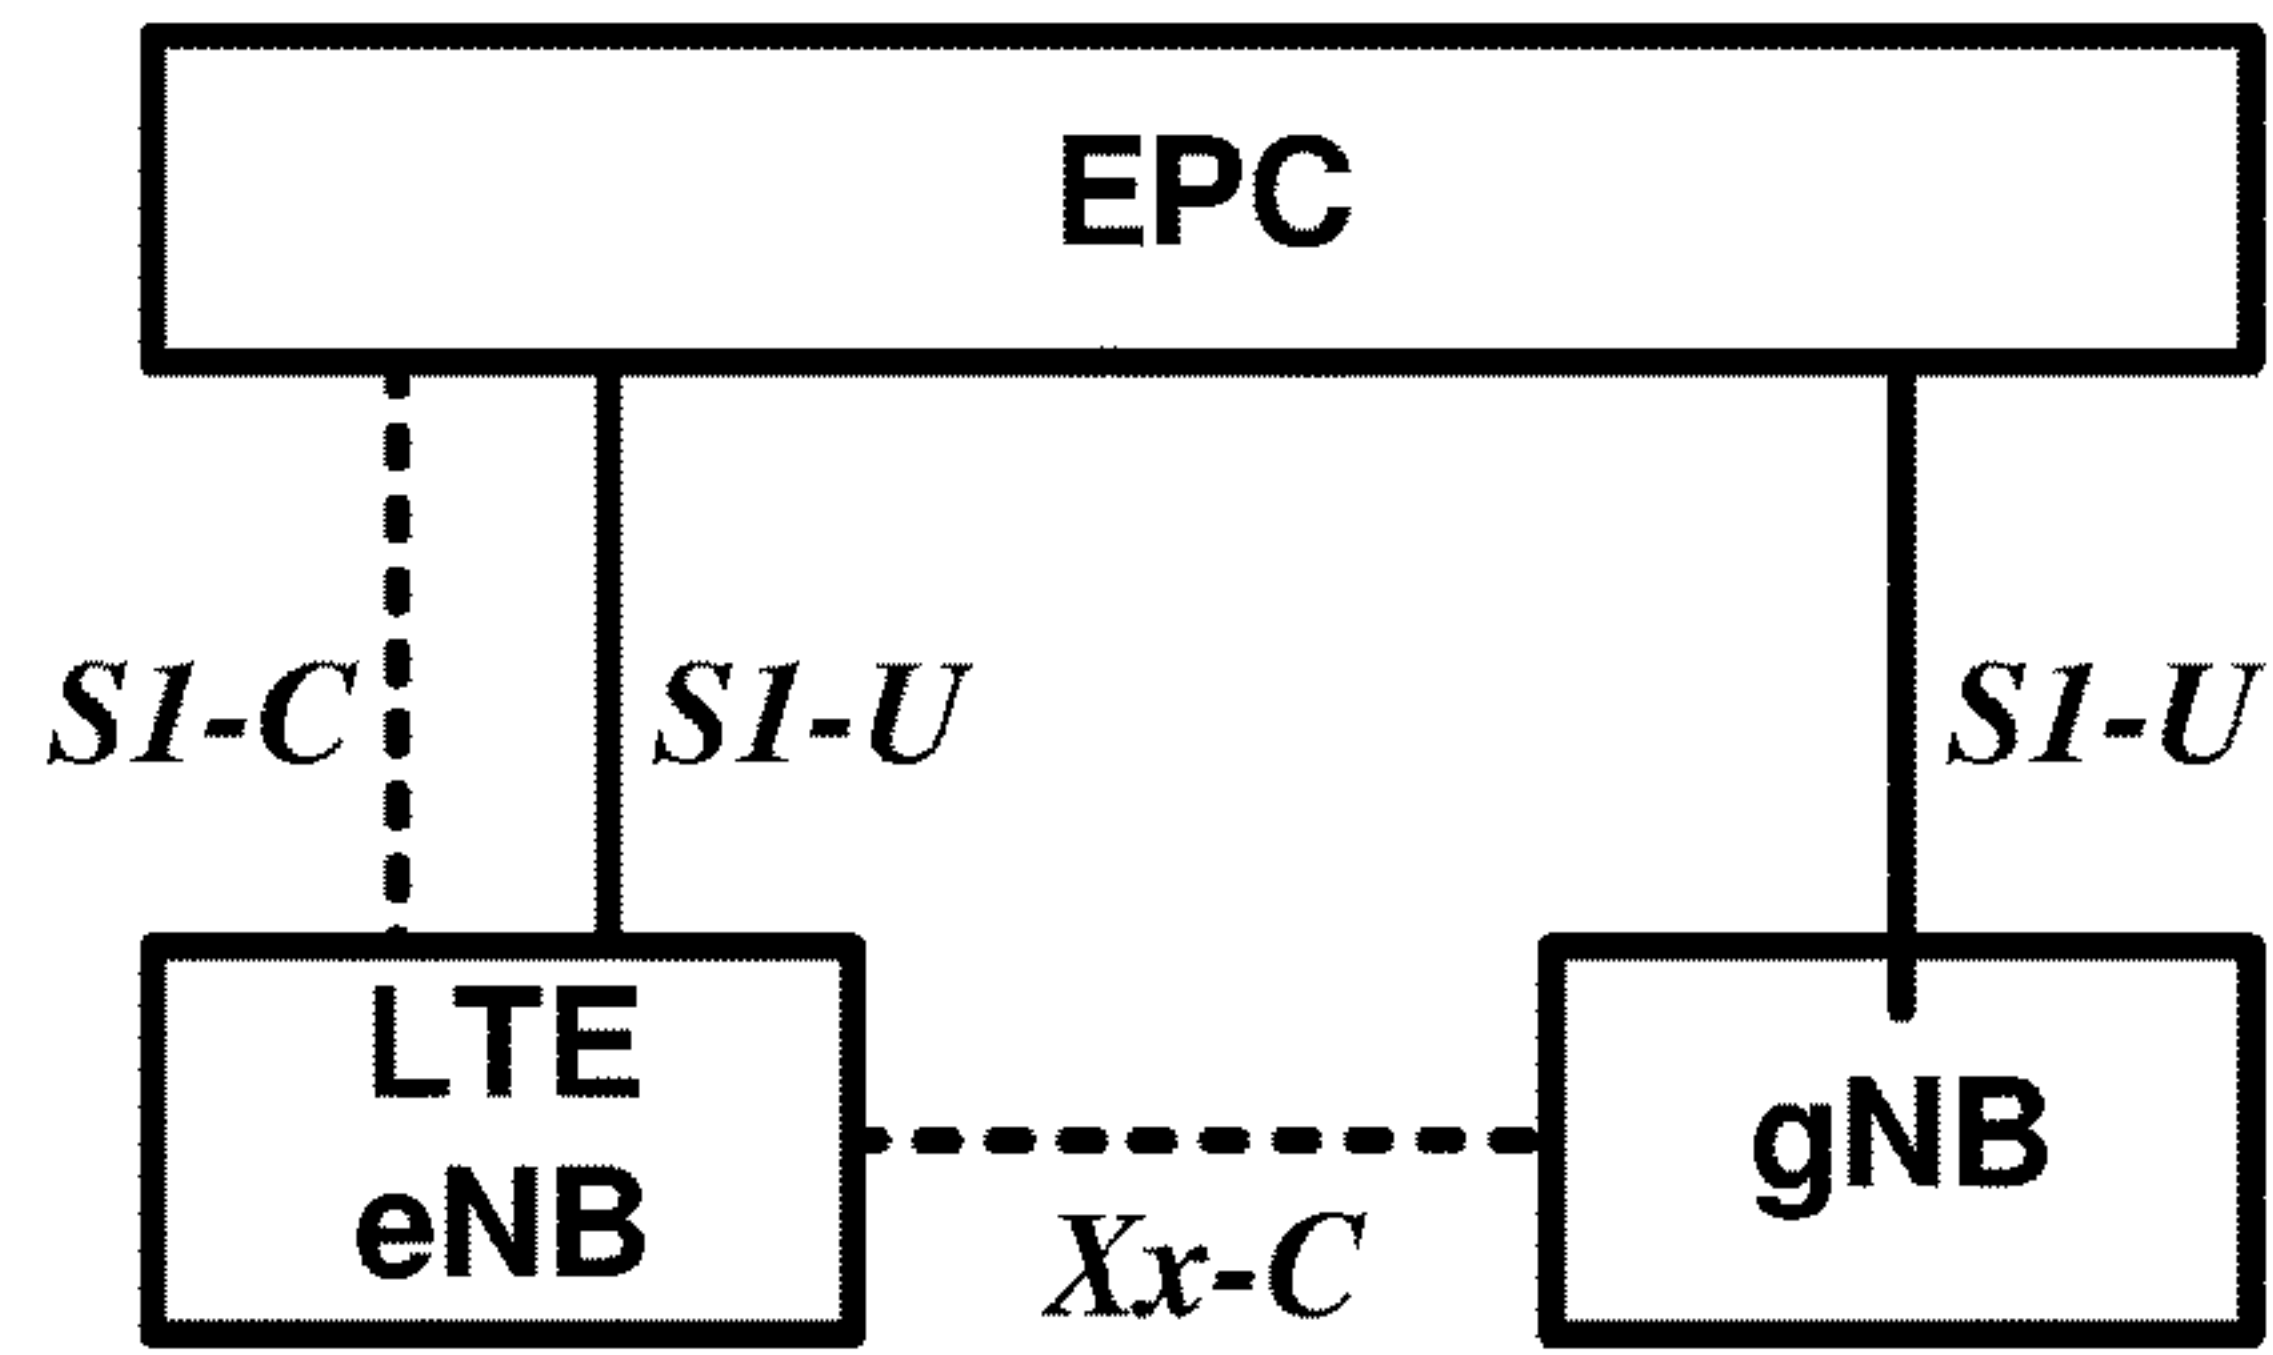 EPC
S1-C
S1-U
S1-U
LTE
eNB
gNB
Xx-C